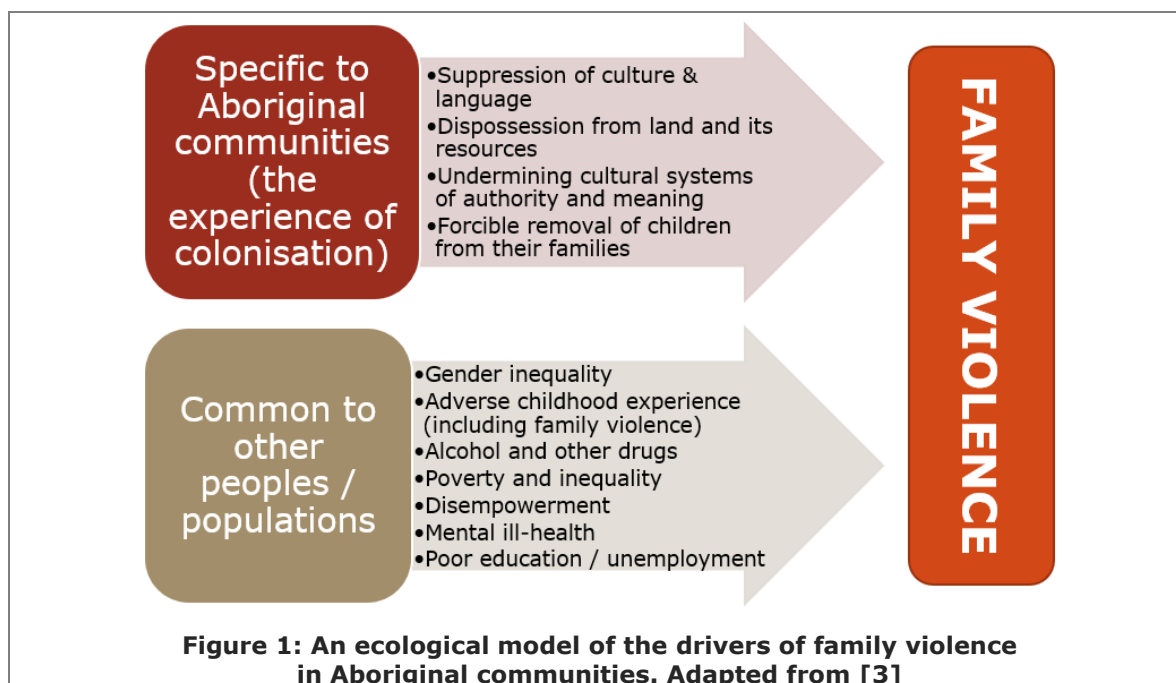 Specific to
Aboriginal
communities
(the
experience of
colonisation)
•Suppression of culture &
language
•Dispossession from land and its
resources
•Undermining cultural systems
of authority and meaning
•Forcible removal of children
from their families
Common to
other
peoples /
populations
•Gender inequality
•Adverse childhood experience
(including family violence)
•Alcohol and other drugs
•Poverty and inequality
•Disempowerment
•Mental ill-health
•Poor education / unemployment
FAMILY VIOLENCE
Figure 1: An ecological model of the drivers of family violence
in Aboriginal communities. Adapted from [3]